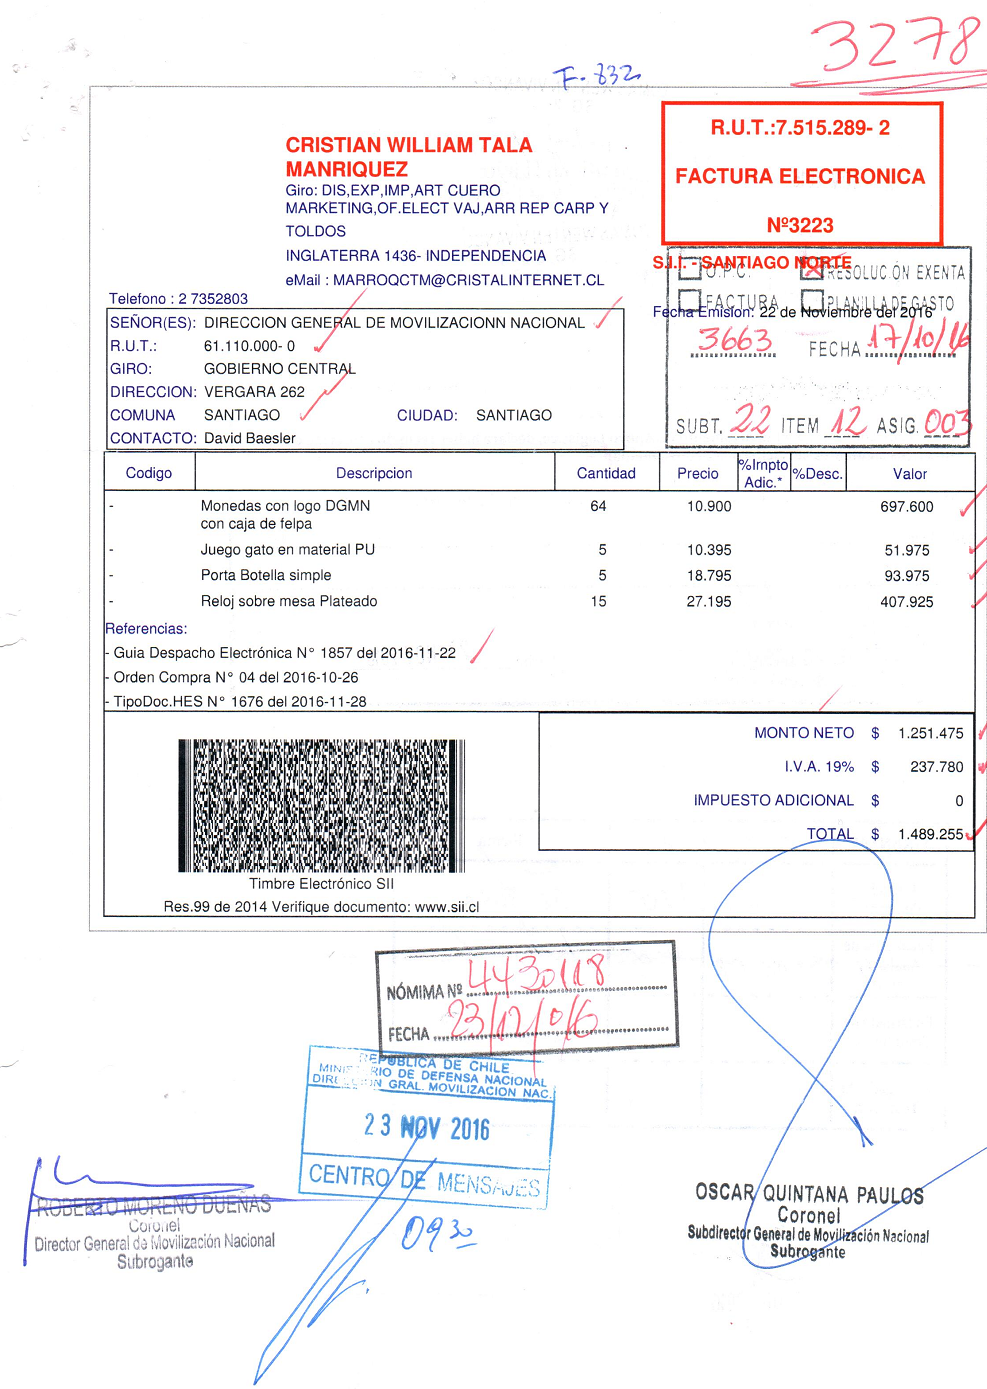 3278
F-832
CRISTIAN WILLIAM TALA
MANRIQUEZ
Giro: DIS,EXP,IMP,ART CUERO
MARKETING,OF.ELECT VAJ,ARR REP CARP Y
TOLDOS
INGLATERRA 1436- INDEPENDENCIA
eMail : MARROQCTM@CRISTALINTERNET.CL
Telefono : 2 7352803
R.U.T.:7.515.289- 2
FACTURA ELECTRONICA
Nº3223
S.I.I. - SANTIAGO NORTE
Fecha Emision: 22 de Noviembre del 2016
O.P.C. RESOLUCIÓN EXENTA
FACTURA PLANILLA DE GASTO
3663 FECHA 17/10/16
SUBT. 22 ITEM 12 ASIG. 003
SEÑOR(ES): DIRECCION GENERAL DE MOVILIZACIONN NACIONAL
R.U.T.: 61.110.000- 0
GIRO: GOBIERNO CENTRAL
DIRECCION: VERGARA 262
COMUNA SANTIAGO CIUDAD: SANTIAGO
CONTACTO: David Baesler
Codigo Descripcion Cantidad Precio %Impto Adic.* %Desc. Valor
- Monedas con logo DGMN 64 10.900 697.600
con caja de felpa
- Juego gato en material PU 5 10.395 51.975
- Porta Botella simple 5 18.795 93.975
- Reloj sobre mesa Plateado 15 27.195 407.925
Referencias:
- Guia Despacho Electrónica N° 1857 del 2016-11-22
- Orden Compra N° 04 del 2016-10-26
- TipoDoc.HES N° 1676 del 2016-11-28
MONTO NETO $ 1.251.475
I.V.A. 19% $ 237.780
IMPUESTO ADICIONAL $ 0
TOTAL $ 1.489.255
Timbre Electrónico SII
Res.99 de 2014 Verifique documento: www.sii.cl
NÓMIMA Nº 4430118
FECHA 23/12/016
REPUBLICA DE CHILE
MINISTERIO DE DEFENSA NACIONAL
DIRECCION GRAL. MOVILIZACION NAC.
23 NOV 2016
CENTRO DE MENSAJES
0930
ROBERTO MORENO DUEÑAS
Coronel
Director General de Movilización Nacional
Subrogante
OSCAR QUINTANA PAULOS
Coronel
Subdirector General de Movilización Nacional
Subrogante